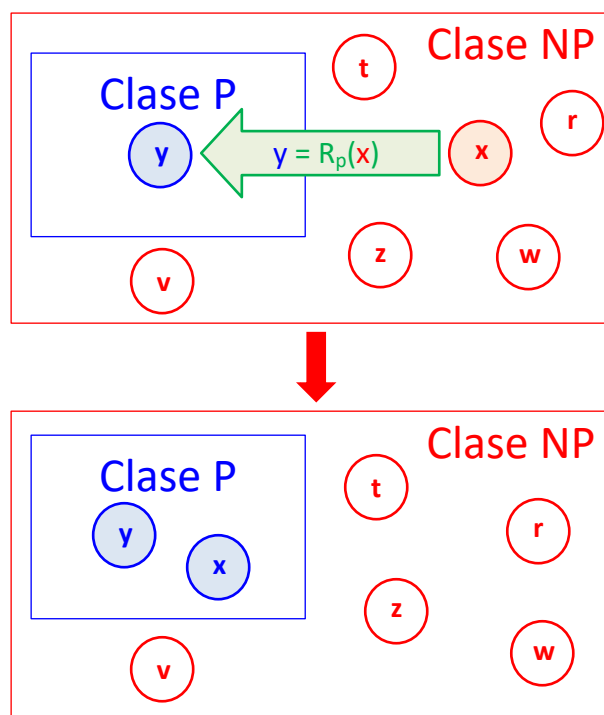 Clase NP
t
Clase P
r
y
y = Rₚ(x)
x
z
w
v
Clase NP
Clase P
t
y
r
x
z
w
v